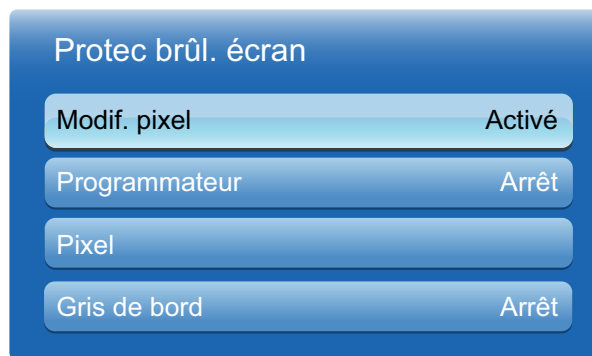 Protec brûl. écran
Modif. pixel Activé
Programmateur Arrêt
Pixel
Gris de bord Arrêt